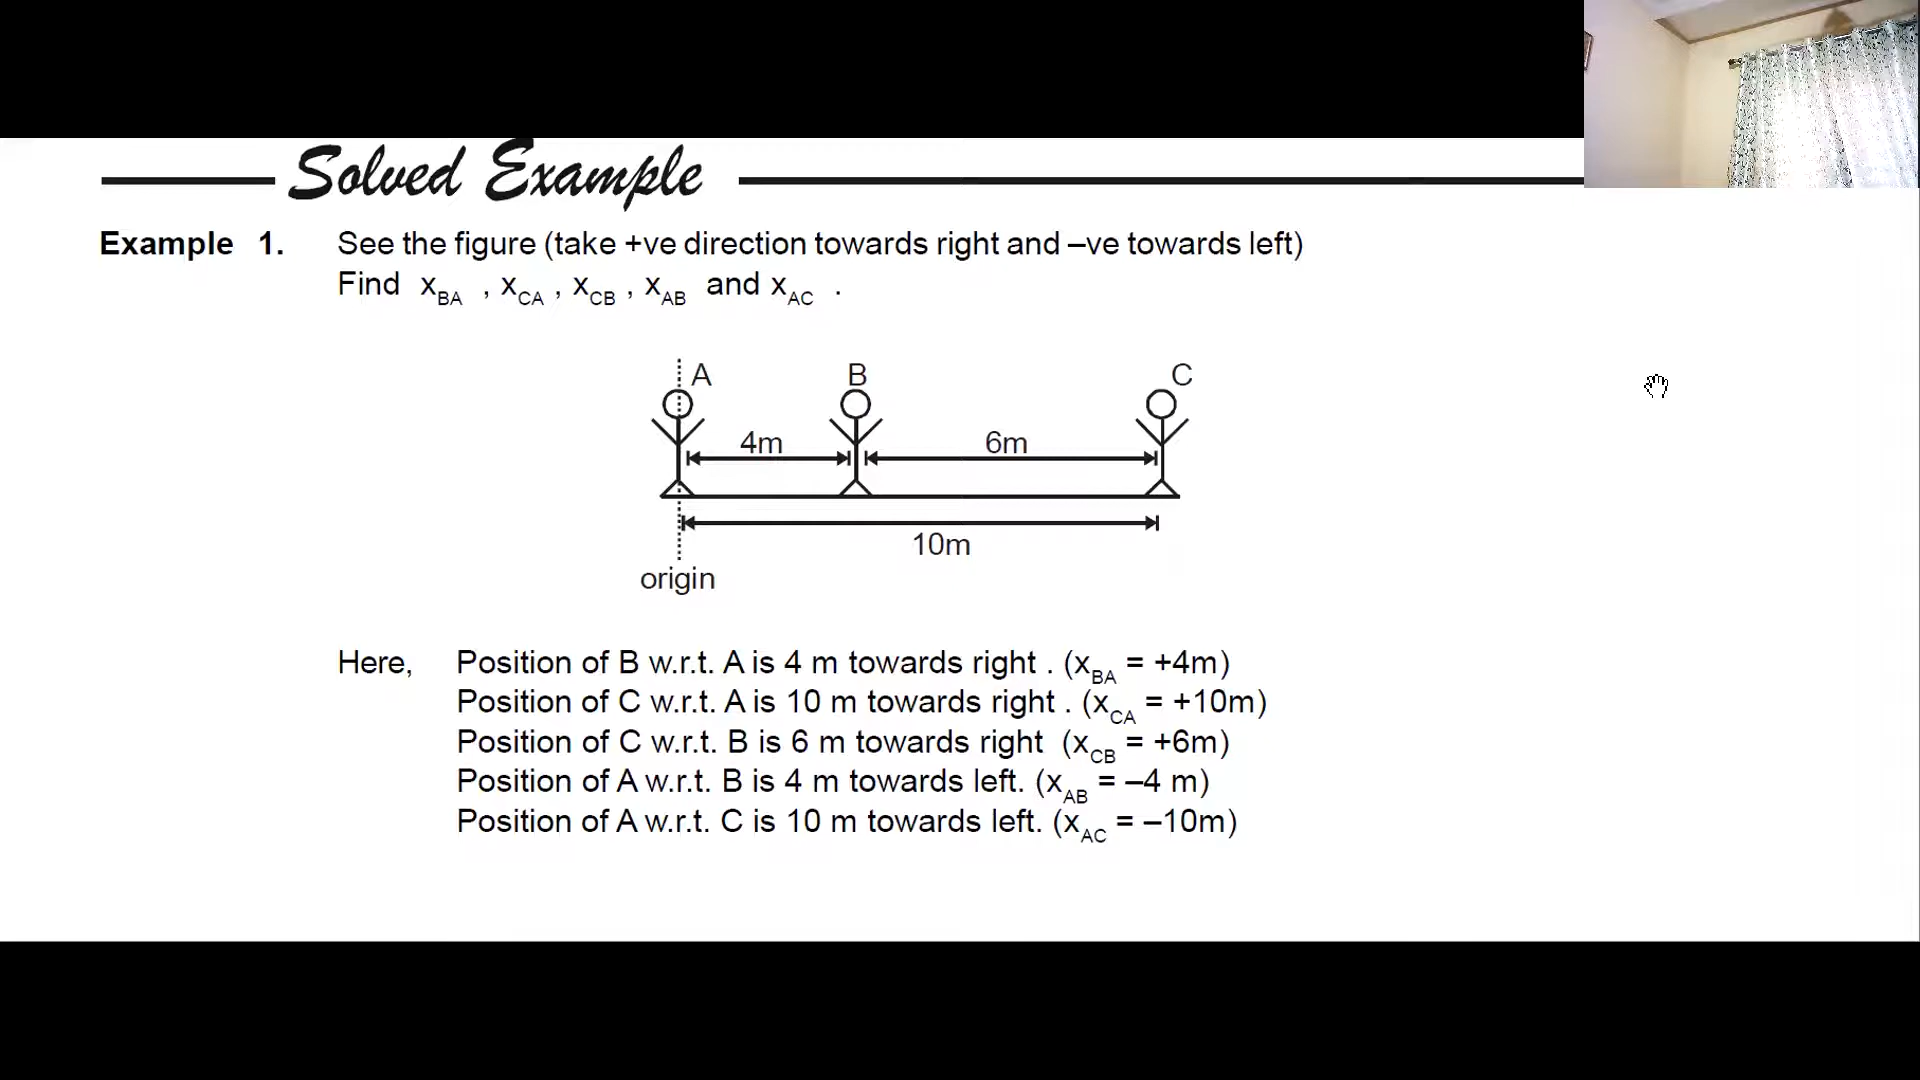 Solved Example
Example 1. See the figure (take +ve direction towards right and –ve towards left)
Find x_BA , x_CA , x_CB , x_AB and x_AC .
A B C
4m 6m
10m
origin
Here, Position of B w.r.t. A is 4 m towards right . (x_BA = +4m)
Position of C w.r.t. A is 10 m towards right . (x_CA = +10m)
Position of C w.r.t. B is 6 m towards right (x_CB = +6m)
Position of A w.r.t. B is 4 m towards left. (x_AB = –4 m)
Position of A w.r.t. C is 10 m towards left. (x_AC = –10m)